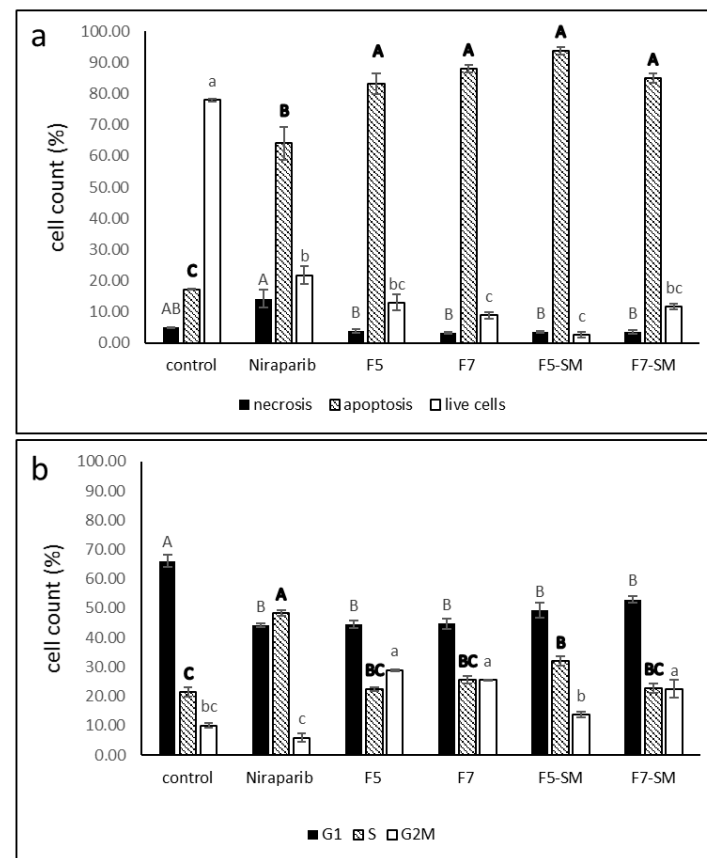 a
100.00
90.00
80.00
70.00
60.00
50.00
40.00
30.00
20.00
10.00
0.00
cell count (%)
AB C a
A B b
B A bc
B A c
B A c
B A bc
control Niraparib F5 F7 F5-SM F7-SM
necrosis apoptosis live cells
b
100.00
90.00
80.00
70.00
60.00
50.00
40.00
30.00
20.00
10.00
0.00
cell count (%)
A C bc
B A c
B BC a
B BC a
B B b
B BC a
control Niraparib F5 F7 F5-SM F7-SM
G1 S G2M